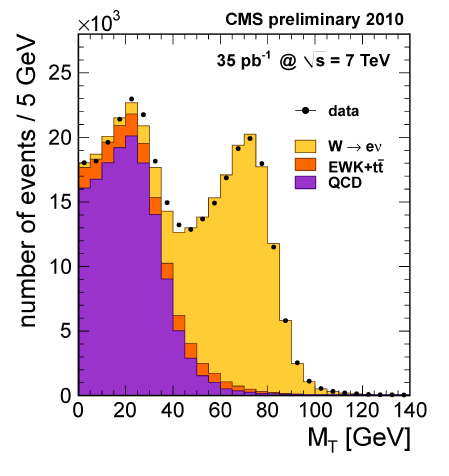 ×10³
CMS preliminary 2010
35 pb⁻¹ @ √s = 7 TeV
data
W → eν
EWK+tt̄
QCD
number of events / 5 GeV
25
20
15
10
5
0
0 20 40 60 80 100 120 140
M_T [GeV]